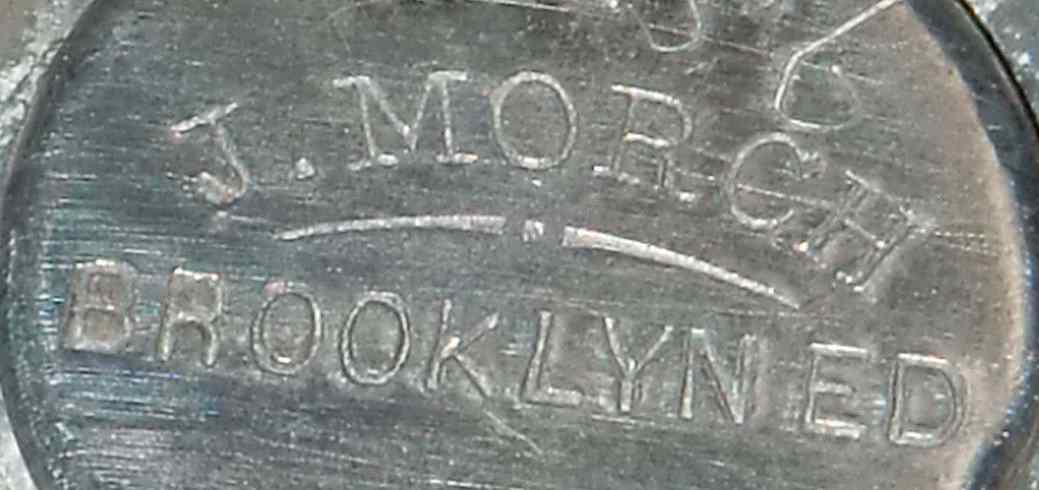 J. MORCH
BROOKLYN ED